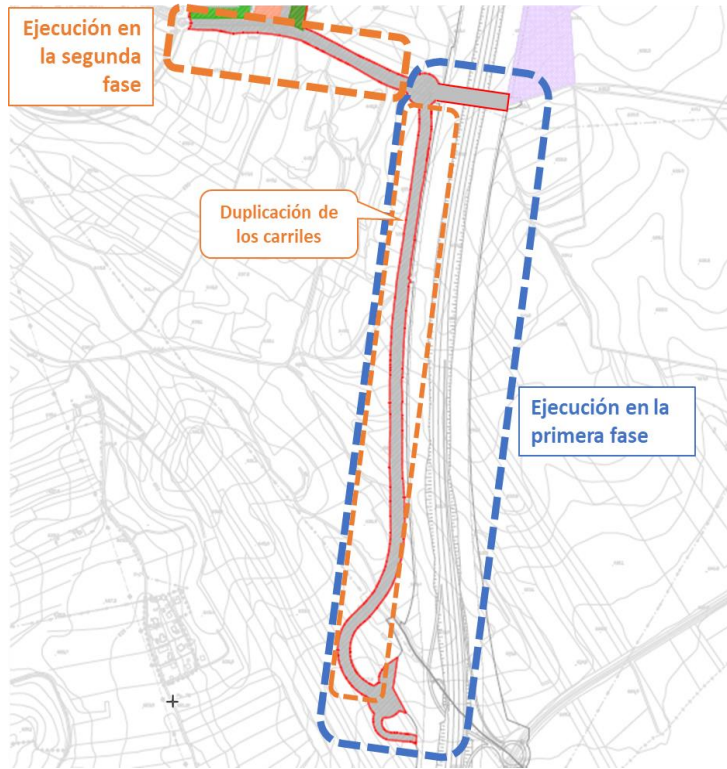 Ejecución en
la segunda
fase
Duplicación de
los carriles
Ejecución en la
primera fase